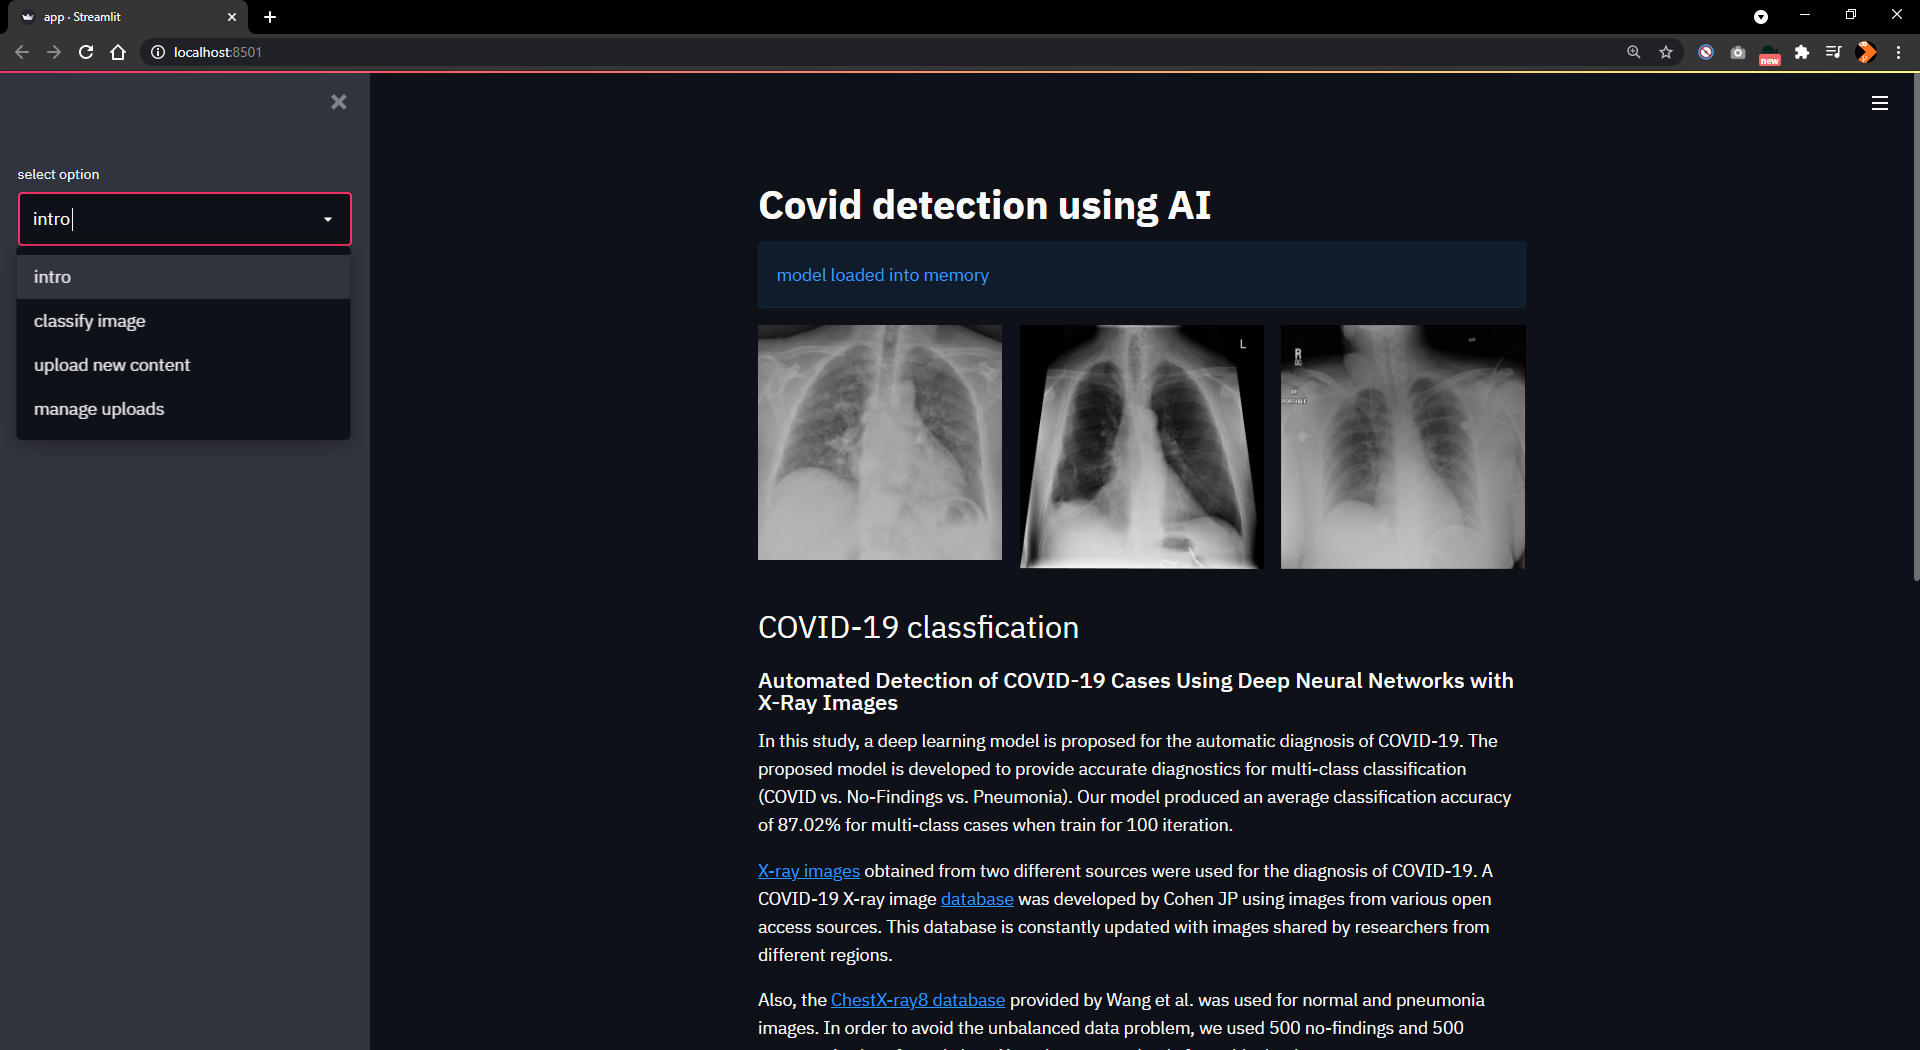 app · Streamlit
localhost:8501
new
select option
intro
intro
classify image
upload new content
manage uploads
Covid detection using AI
model loaded into memory
L
R
PORTABLE
COVID-19 classfication
Automated Detection of COVID-19 Cases Using Deep Neural Networks with
X-Ray Images
In this study, a deep learning model is proposed for the automatic diagnosis of COVID-19. The
proposed model is developed to provide accurate diagnostics for multi-class classification
(COVID vs. No-Findings vs. Pneumonia). Our model produced an average classification accuracy
of 87.02% for multi-class cases when train for 100 iteration.
X-ray images obtained from two different sources were used for the diagnosis of COVID-19. A
COVID-19 X-ray image database was developed by Cohen JP using images from various open
access sources. This database is constantly updated with images shared by researchers from
different regions.
Also, the ChestX-ray8 database provided by Wang et al. was used for normal and pneumonia
images. In order to avoid the unbalanced data problem, we used 500 no-findings and 500